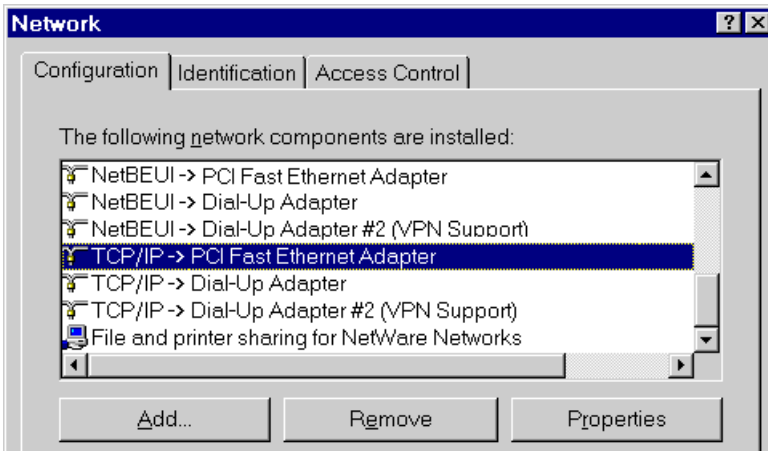 Network
Configuration Identification Access Control
The following network components are installed:
NetBEUI -> PCI Fast Ethernet Adapter
NetBEUI -> Dial-Up Adapter
NetBEUI -> Dial-Up Adapter #2 (VPN Support)
TCP/IP -> PCI Fast Ethernet Adapter
TCP/IP -> Dial-Up Adapter
TCP/IP -> Dial-Up Adapter #2 (VPN Support)
File and printer sharing for NetWare Networks
Add... Remove Properties